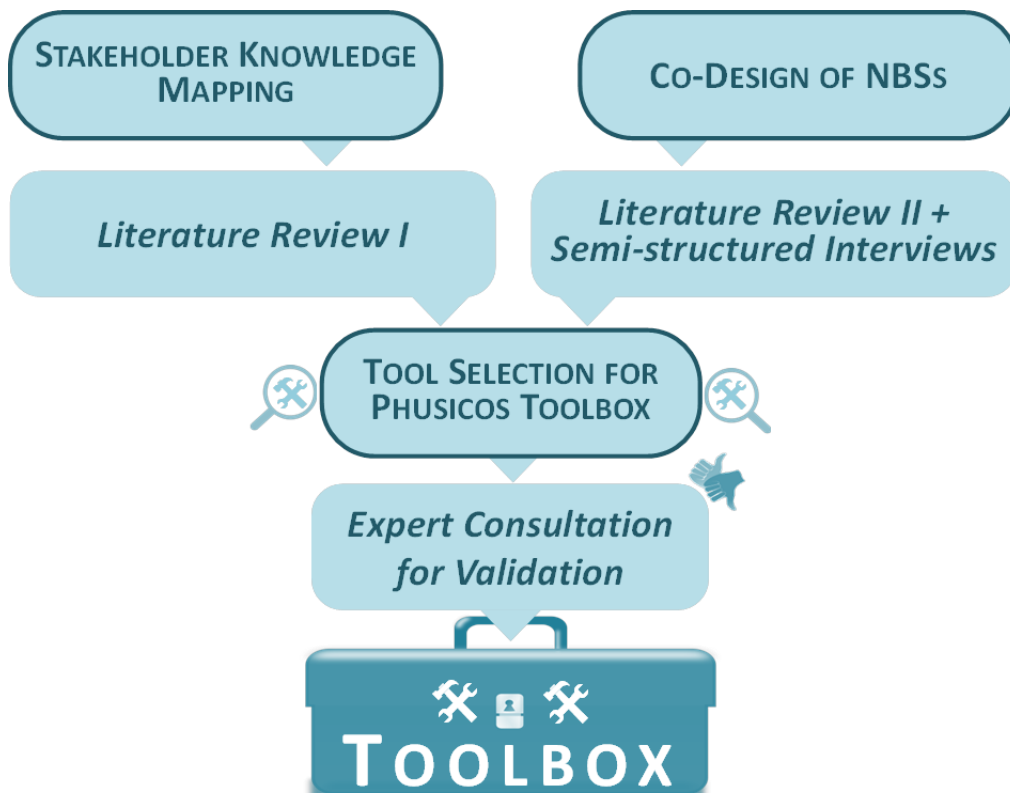 STAKEHOLDER KNOWLEDGE
MAPPING
CO-DESIGN OF NBSS
Literature Review I
Literature Review II +
Semi-structured Interviews
TOOL SELECTION FOR
PHUSICOS TOOLBOX
Expert Consultation
for Validation
TOOLBOX